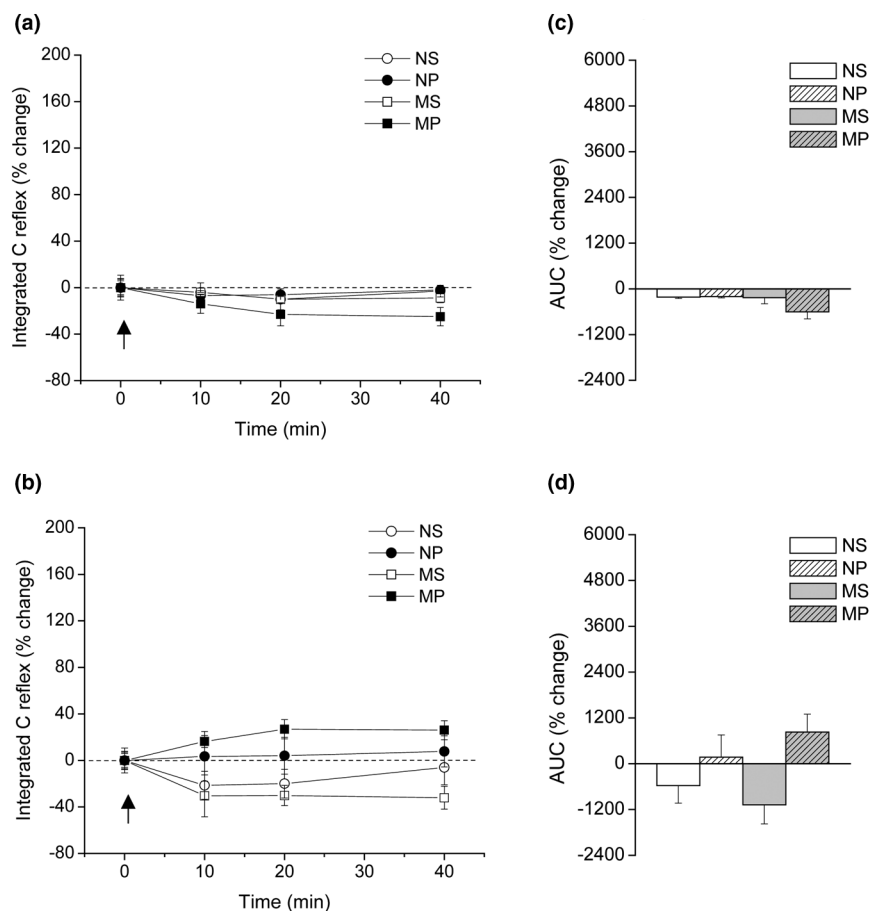 (a)
Integrated C reflex (% change)
200
160
120
80
40
0
-40
-80
0
10
20
30
40
Time (min)
NS
NP
MS
MP
(c)
AUC (% change)
6000
4800
3600
2400
1200
0
-1200
-2400
NS
NP
MS
MP
(b)
Integrated C reflex (% change)
200
160
120
80
40
0
-40
-80
0
10
20
30
40
Time (min)
NS
NP
MS
MP
(d)
AUC (% change)
6000
4800
3600
2400
1200
0
-1200
-2400
NS
NP
MS
MP